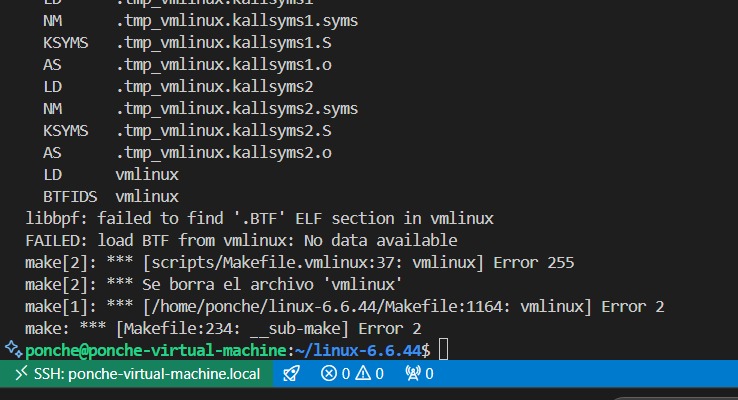 LD .tmp_vmlinux.kallsyms1
NM .tmp_vmlinux.kallsyms1.syms
KSYMS .tmp_vmlinux.kallsyms1.S
AS .tmp_vmlinux.kallsyms1.o
LD .tmp_vmlinux.kallsyms2
NM .tmp_vmlinux.kallsyms2.syms
KSYMS .tmp_vmlinux.kallsyms2.S
AS .tmp_vmlinux.kallsyms2.o
LD vmlinux
BTFIDS vmlinux
libbpf: failed to find '.BTF' ELF section in vmlinux
FAILED: load BTF from vmlinux: No data available
make[2]: *** [scripts/Makefile.vmlinux:37: vmlinux] Error 255
make[2]: *** Se borra el archivo 'vmlinux'
make[1]: *** [/home/ponche/linux-6.6.44/Makefile:1164: vmlinux] Error 2
make: *** [Makefile:234: __sub-make] Error 2
ponche@ponche-virtual-machine:~/linux-6.6.44$
SSH: ponche-virtual-machine.local 0 0 0